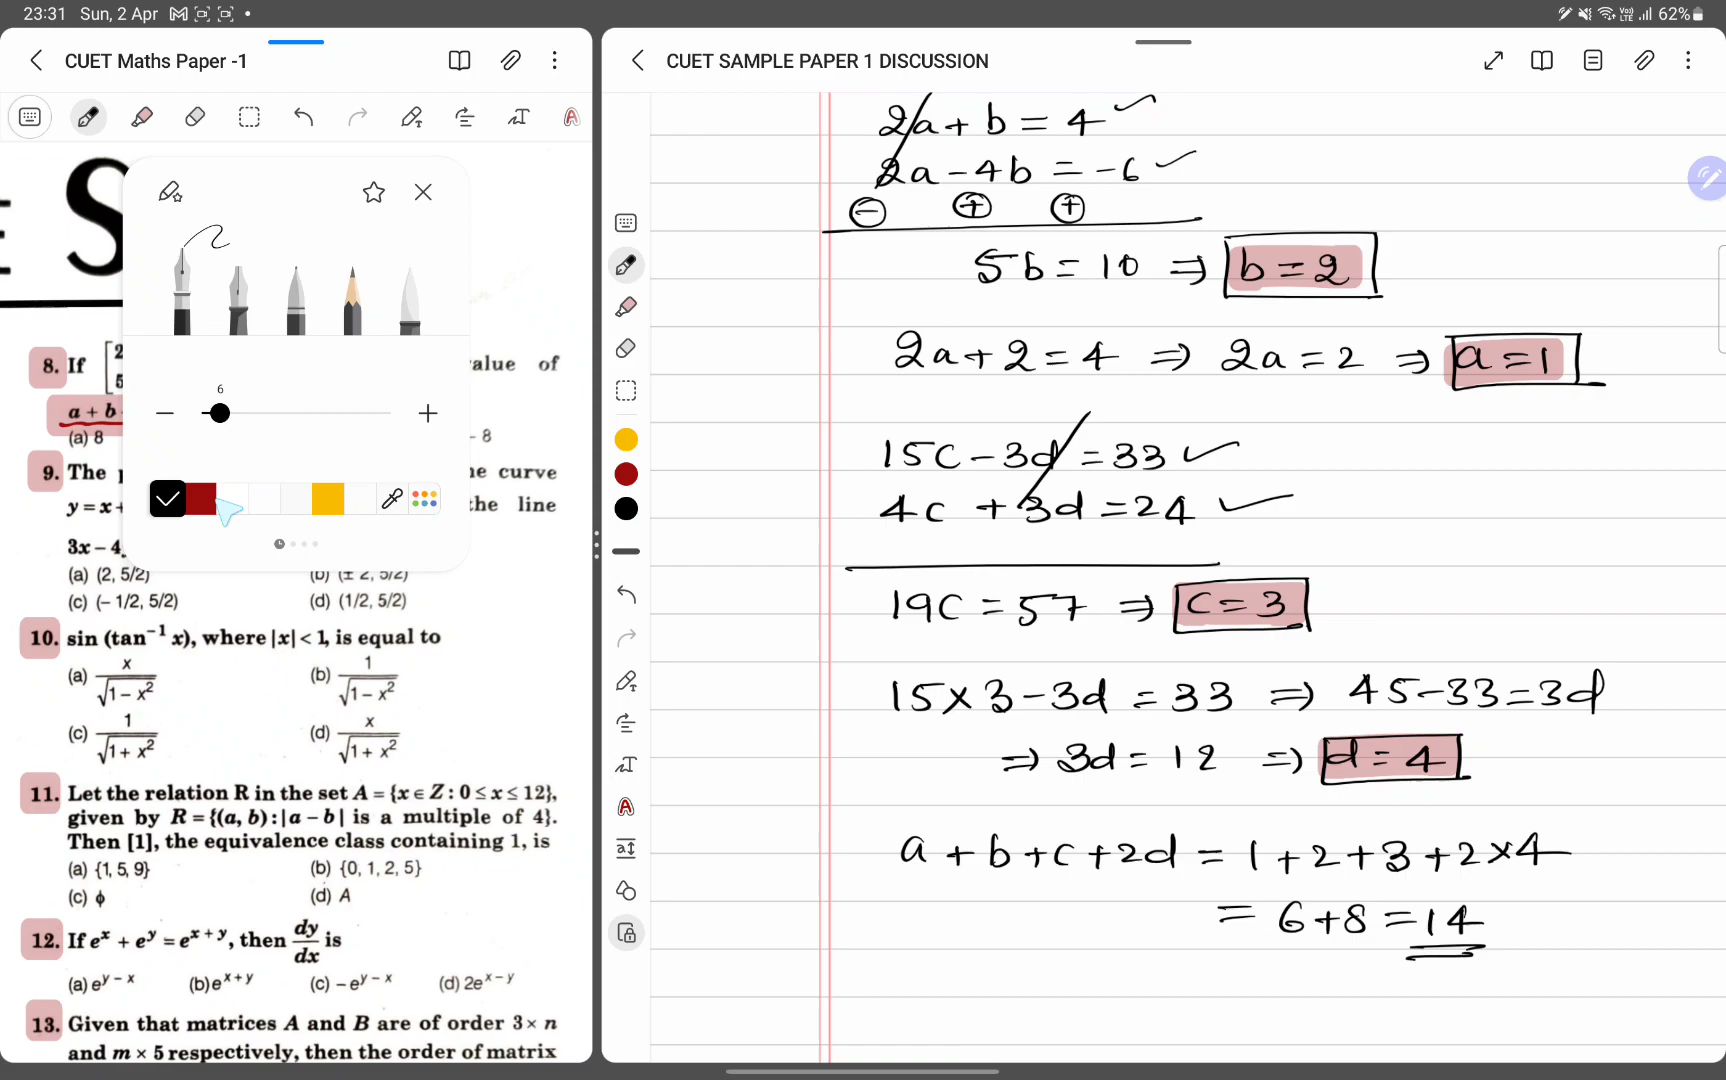 23:31 Sun, 2 Apr
62%
CUET Maths Paper -1
S
8. If
2
5
value of
a + b
(a) 8
- 8
9. The
he curve
y = x +
the line
3x – 4
(a) (2, 5/2) (b) (± 2, 5/2)
(c) (– 1/2, 5/2) (d) (1/2, 5/2)
10. sin (tan⁻¹ x), where |x| < 1, is equal to
(a) x/√(1 – x²) (b) 1/√(1 – x²)
(c) 1/√(1 + x²) (d) x/√(1 + x²)
11. Let the relation R in the set A = {x ∈ Z : 0 ≤ x ≤ 12},
given by R = {(a, b) : |a – b| is a multiple of 4}.
Then [1], the equivalence class containing 1, is
(a) {1, 5, 9} (b) {0, 1, 2, 5}
(c) ϕ (d) A
12. If eˣ + eʸ = eˣ⁺ʸ, then dy/dx is
(a) eʸ⁻ˣ (b) eˣ⁺ʸ (c) – eʸ⁻ˣ (d) 2eˣ⁻ʸ
13. Given that matrices A and B are of order 3 × n
and m × 5 respectively, then the order of matrix
6
CUET SAMPLE PAPER 1 DISCUSSION
2a + b = 4 ✓
2a – 4b = –6 ✓
⊖ ⊕ ⊕
5b = 10 ⇒ b = 2
2a + 2 = 4 ⇒ 2a = 2 ⇒ a = 1
15c – 3d = 33 ✓
4c + 3d = 24 ✓
19c = 57 ⇒ c = 3
15 × 3 – 3d = 33 ⇒ 45 – 33 = 3d
⇒ 3d = 12 ⇒ d = 4
a + b + c + 2d = 1 + 2 + 3 + 2 × 4
= 6 + 8 = 14